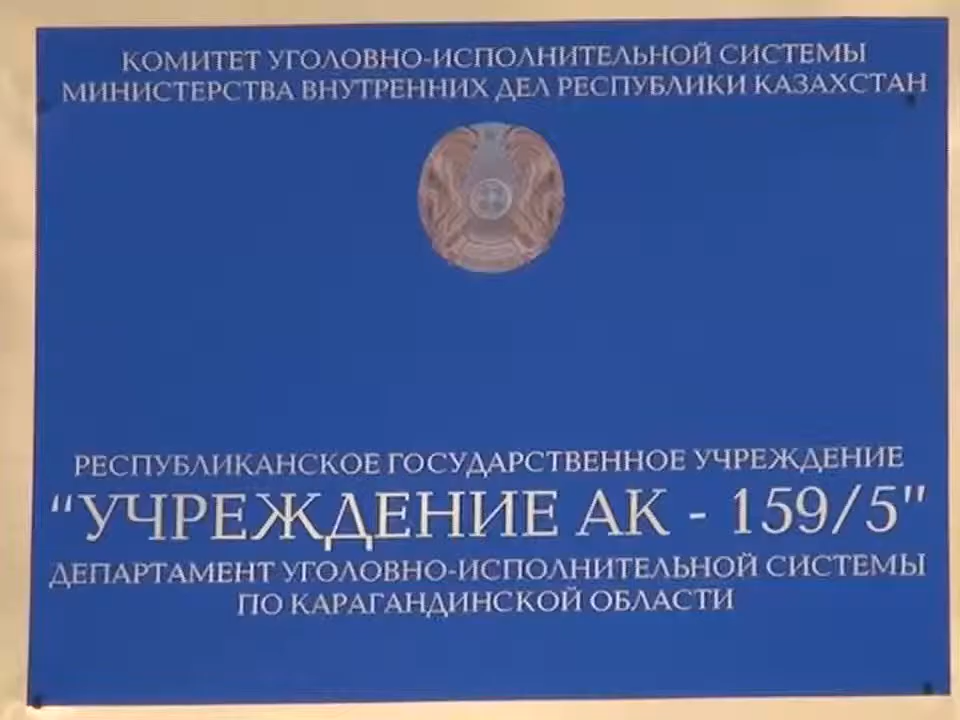 КОМИТЕТ УГОЛОВНО-ИСПОЛНИТЕЛЬНОЙ СИСТЕМЫ
МИНИСТЕРСТВА ВНУТРЕННИХ ДЕЛ РЕСПУБЛИКИ КАЗАХСТАН
РЕСПУБЛИКАНСКОЕ ГОСУДАРСТВЕННОЕ УЧРЕЖДЕНИЕ
“УЧРЕЖДЕНИЕ АК - 159/5”
ДЕПАРТАМЕНТ УГОЛОВНО-ИСПОЛНИТЕЛЬНОЙ СИСТЕМЫ
ПО КАРАГАНДИНСКОЙ ОБЛАСТИ